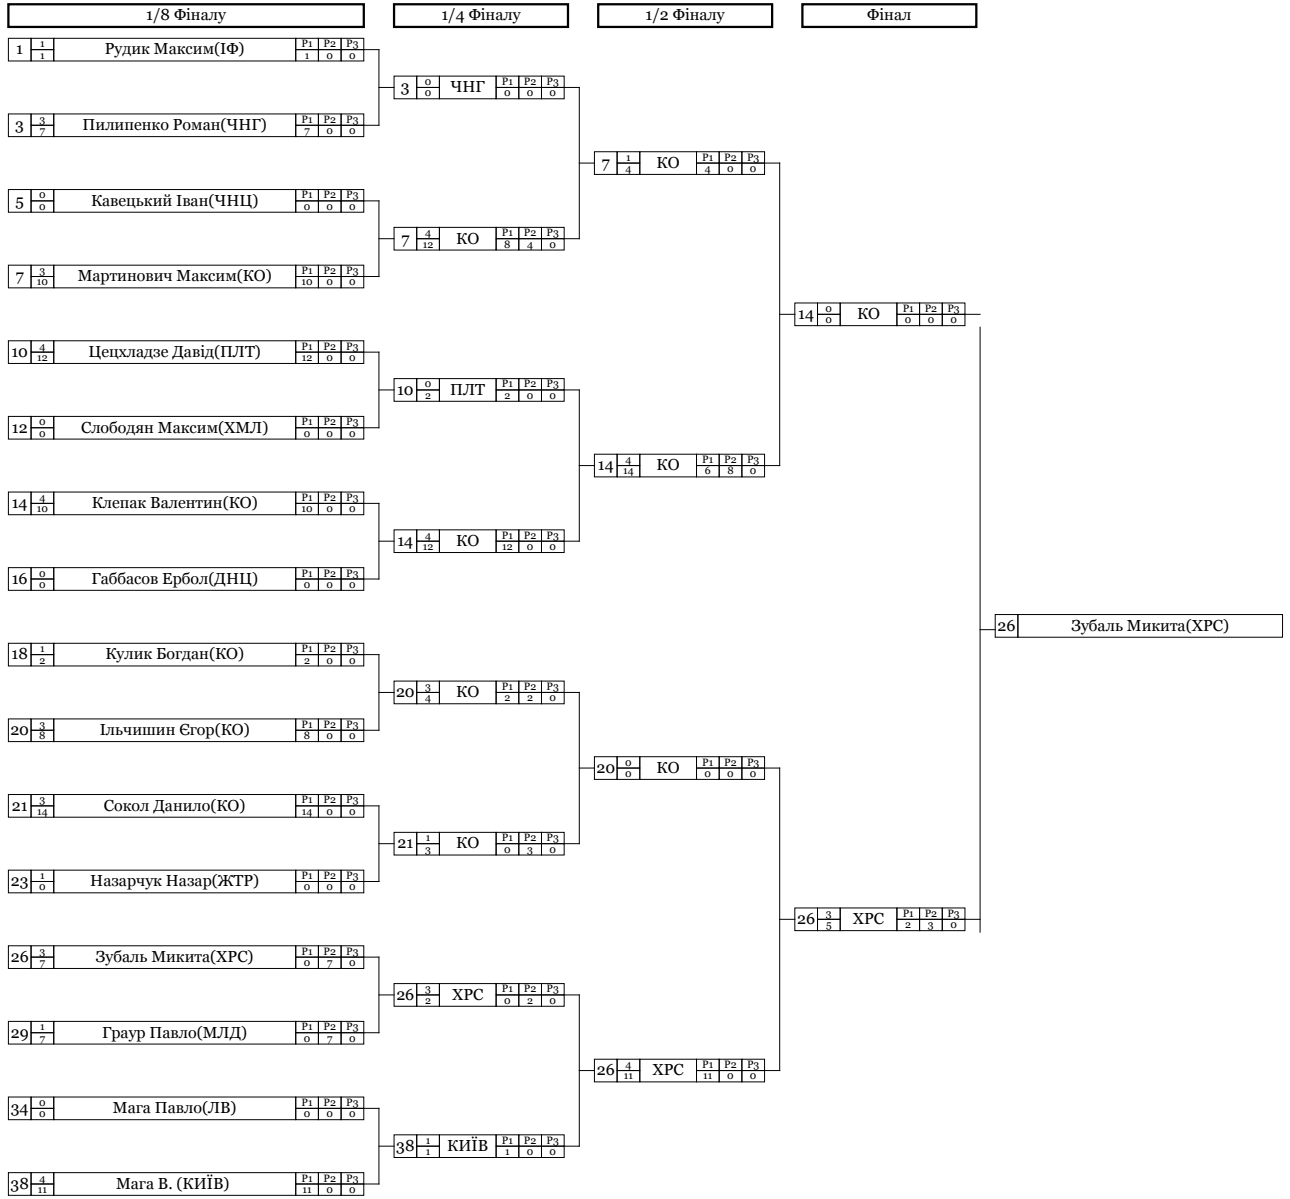 1/8 Фіналу 1/4 Фіналу 1/2 Фіналу Фінал
1 1 1 Рудик Максим(ІФ) P1 P2 P3 1 0 0
3 0 0 ЧНГ P1 P2 P3 0 0 0
3 3 7 Пилипенко Роман(ЧНГ) P1 P2 P3 7 0 0
7 1 4 КО P1 P2 P3 4 0 0
5 0 0 Кавецький Іван(ЧНЦ) P1 P2 P3 0 0 0
7 4 12 КО P1 P2 P3 8 4 0
7 3 10 Мартинович Максим(КО) P1 P2 P3 10 0 0
14 0 0 КО P1 P2 P3 0 0 0
10 4 12 Цецхладзе Давід(ПЛТ) P1 P2 P3 12 0 0
10 0 2 ПЛТ P1 P2 P3 2 0 0
12 0 0 Слободян Максим(ХМЛ) P1 P2 P3 0 0 0
14 4 14 КО P1 P2 P3 6 8 0
14 4 10 Клепак Валентин(КО) P1 P2 P3 10 0 0
14 4 12 КО P1 P2 P3 12 0 0
16 0 0 Габбасов Ербол(ДНЦ) P1 P2 P3 0 0 0
26 Зубаль Микита(ХРС)
18 1 2 Кулик Богдан(КО) P1 P2 P3 2 0 0
20 3 4 КО P1 P2 P3 2 2 0
20 3 8 Ільчишин Єгор(КО) P1 P2 P3 8 0 0
20 0 0 КО P1 P2 P3 0 0 0
21 3 14 Сокол Данило(КО) P1 P2 P3 14 0 0
21 1 3 КО P1 P2 P3 0 3 0
23 1 0 Назарчук Назар(ЖТР) P1 P2 P3 0 0 0
26 3 5 ХРС P1 P2 P3 2 3 0
26 3 7 Зубаль Микита(ХРС) P1 P2 P3 0 7 0
26 3 2 ХРС P1 P2 P3 0 2 0
29 1 7 Граур Павло(МЛД) P1 P2 P3 0 7 0
26 4 11 ХРС P1 P2 P3 11 0 0
34 0 0 Мага Павло(ЛВ) P1 P2 P3 0 0 0
38 1 1 КИЇВ P1 P2 P3 1 0 0
38 4 11 Мага В. (КИЇВ) P1 P2 P3 11 0 0